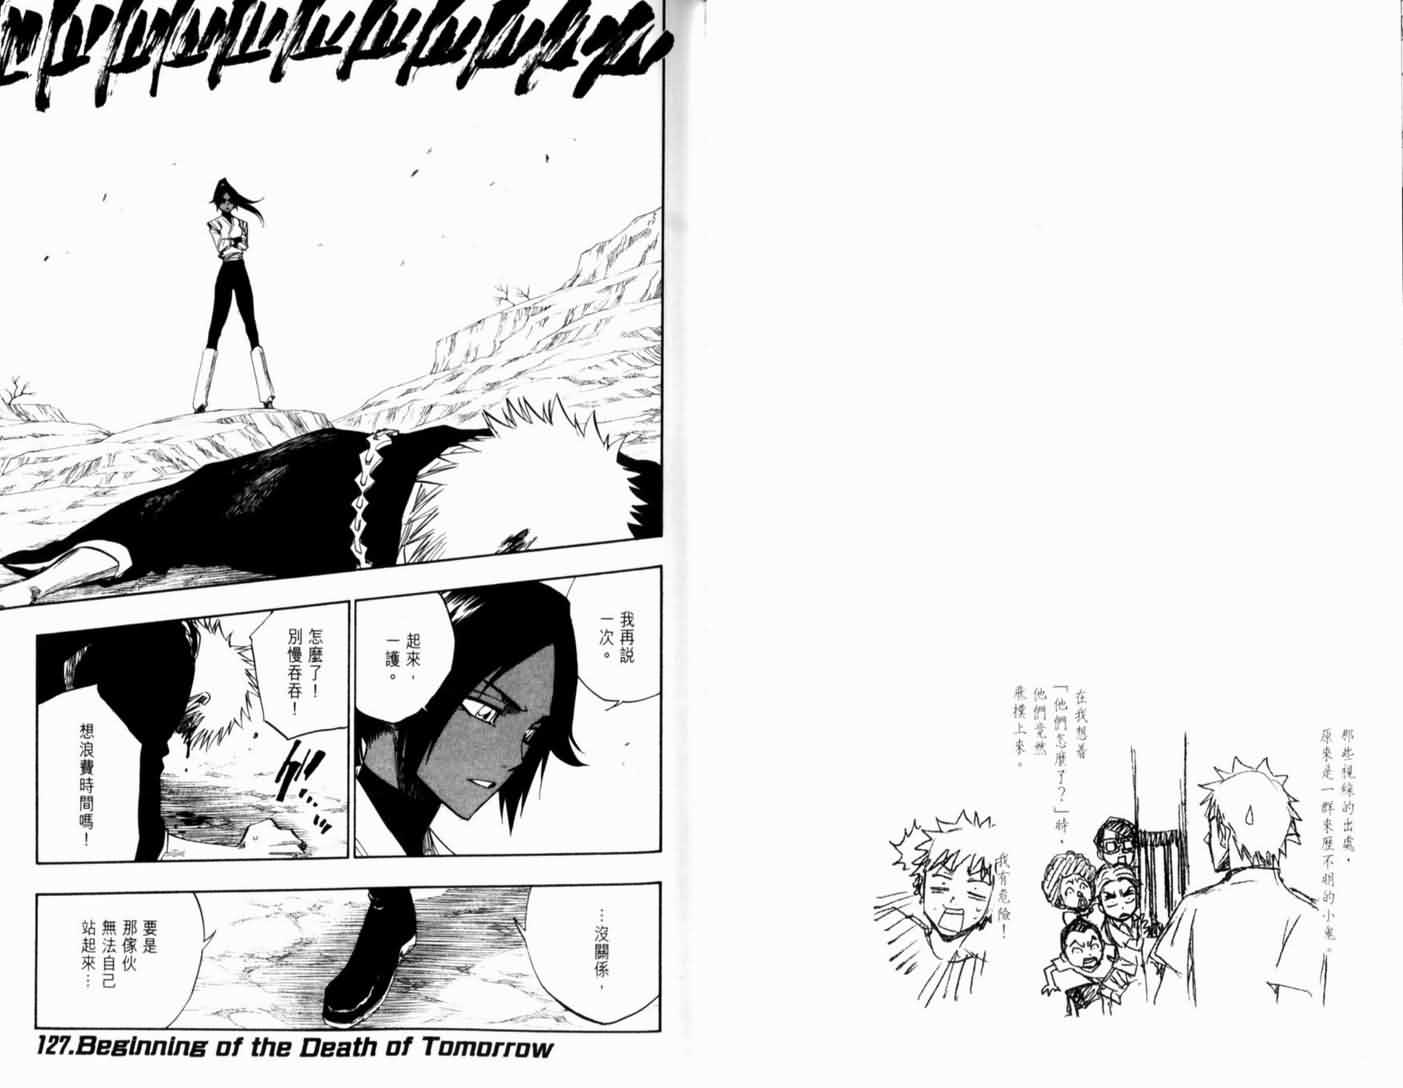 那些視線的出處，
原來是一群來歷不明的小鬼。
在我想著
「他們怎麼了？」時，
他們竟然
飛撲上來。
我有危險！
我再說
一次。
起來，
一護。
怎麼了！
別慢吞吞！
想浪費時間嗎！
…沒關係，
要是
那傢伙
無法自己
站起來…
127.Beginning of the Death of Tomorrow